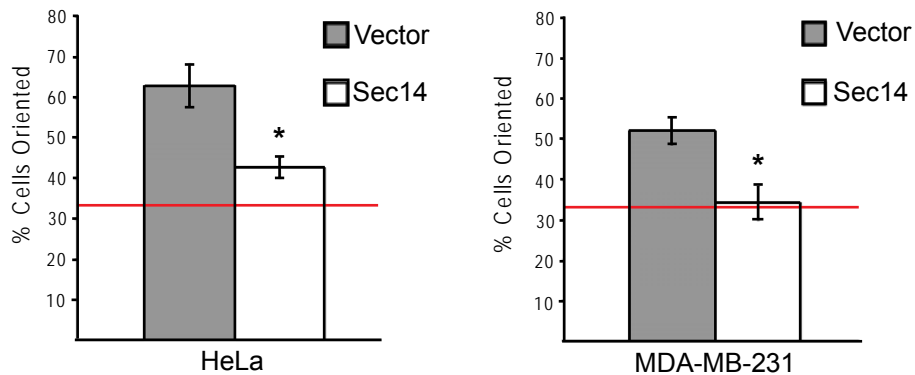 80
70
60
50
40
30
20
10
% Cells Oriented
Vector
Sec14
*
HeLa
80
70
60
50
40
30
20
10
% Cells Oriented
Vector
Sec14
*
MDA-MB-231